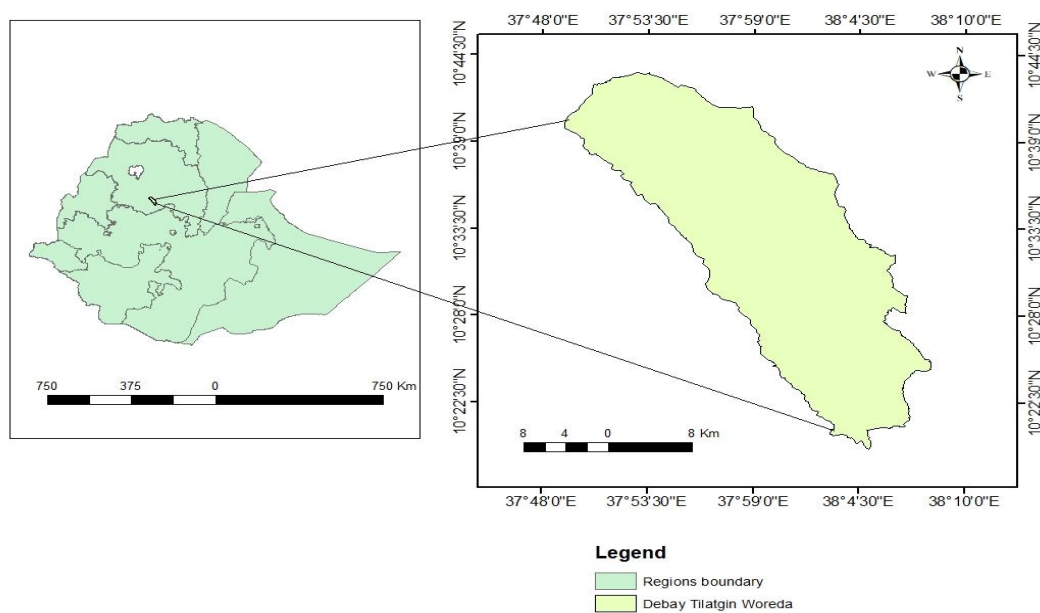 37°48'0"E 37°53'30"E 37°59'0"E 38°4'30"E 38°10'0"E
10°44'30"N 10°39'0"N 10°33'30"N 10°28'0"N 10°22'30"N
N
W E
S
10°44'30"N 10°39'0"N 10°33'30"N 10°28'0"N 10°22'30"N
750 375 0 750 Km
8 4 0 8 Km
37°48'0"E 37°53'30"E 37°59'0"E 38°4'30"E 38°10'0"E
Legend
Regions boundary
Debay Tilatgin Woreda